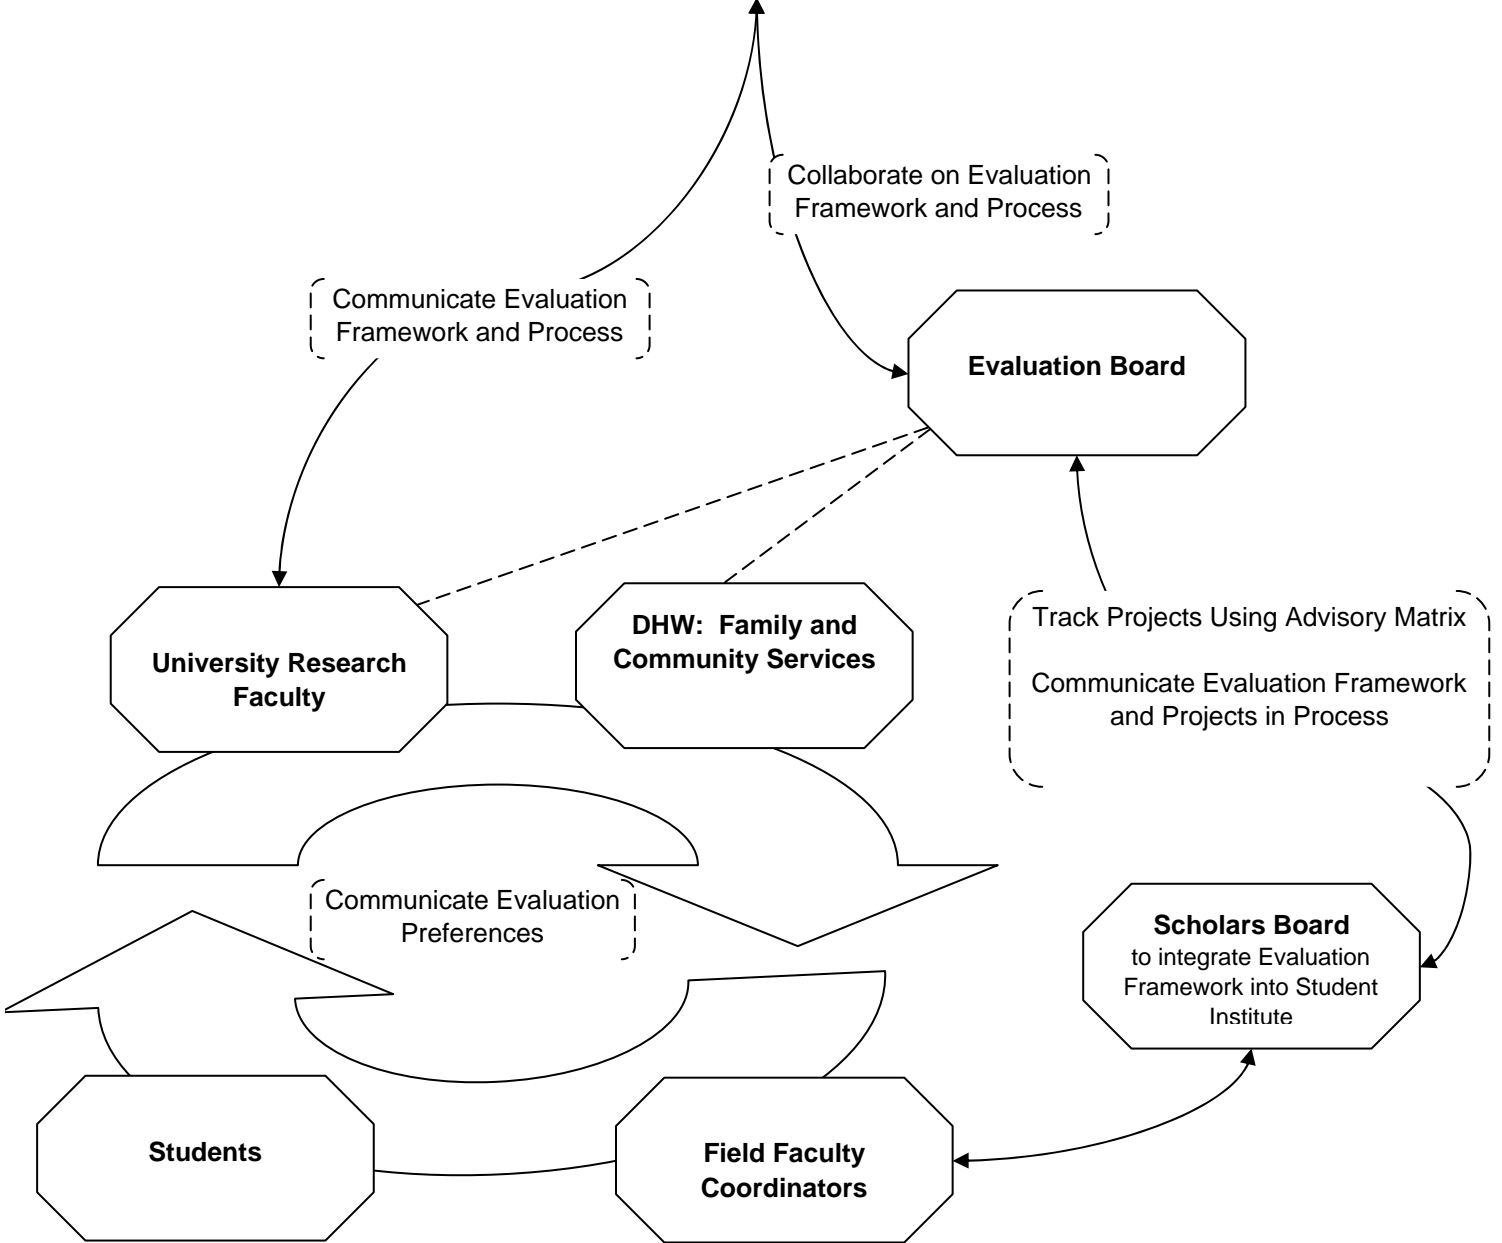 Collaborate on Evaluation
Framework and Process
Communicate Evaluation
Framework and Process
Evaluation Board
DHW:  Family and
Community Services
University Research
Faculty
Track Projects Using Advisory Matrix
Communicate Evaluation Framework
and Projects in Process
Communicate Evaluation
Preferences
Scholars Board
to integrate Evaluation
Framework into Student
Institute
Students
Field Faculty
Coordinators